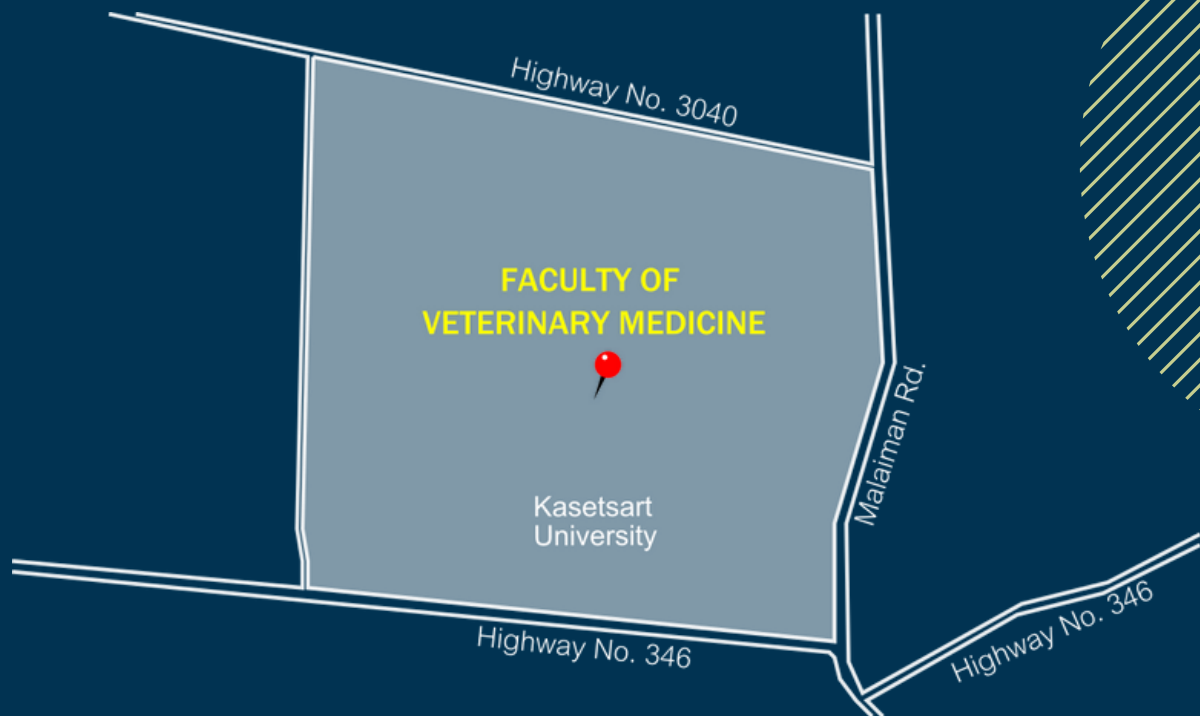 Highway No. 3040
FACULTY OF
VETERINARY MEDICINE
Malaiman Rd.
Kasetsart
University
Highway No. 346
Highway No. 346